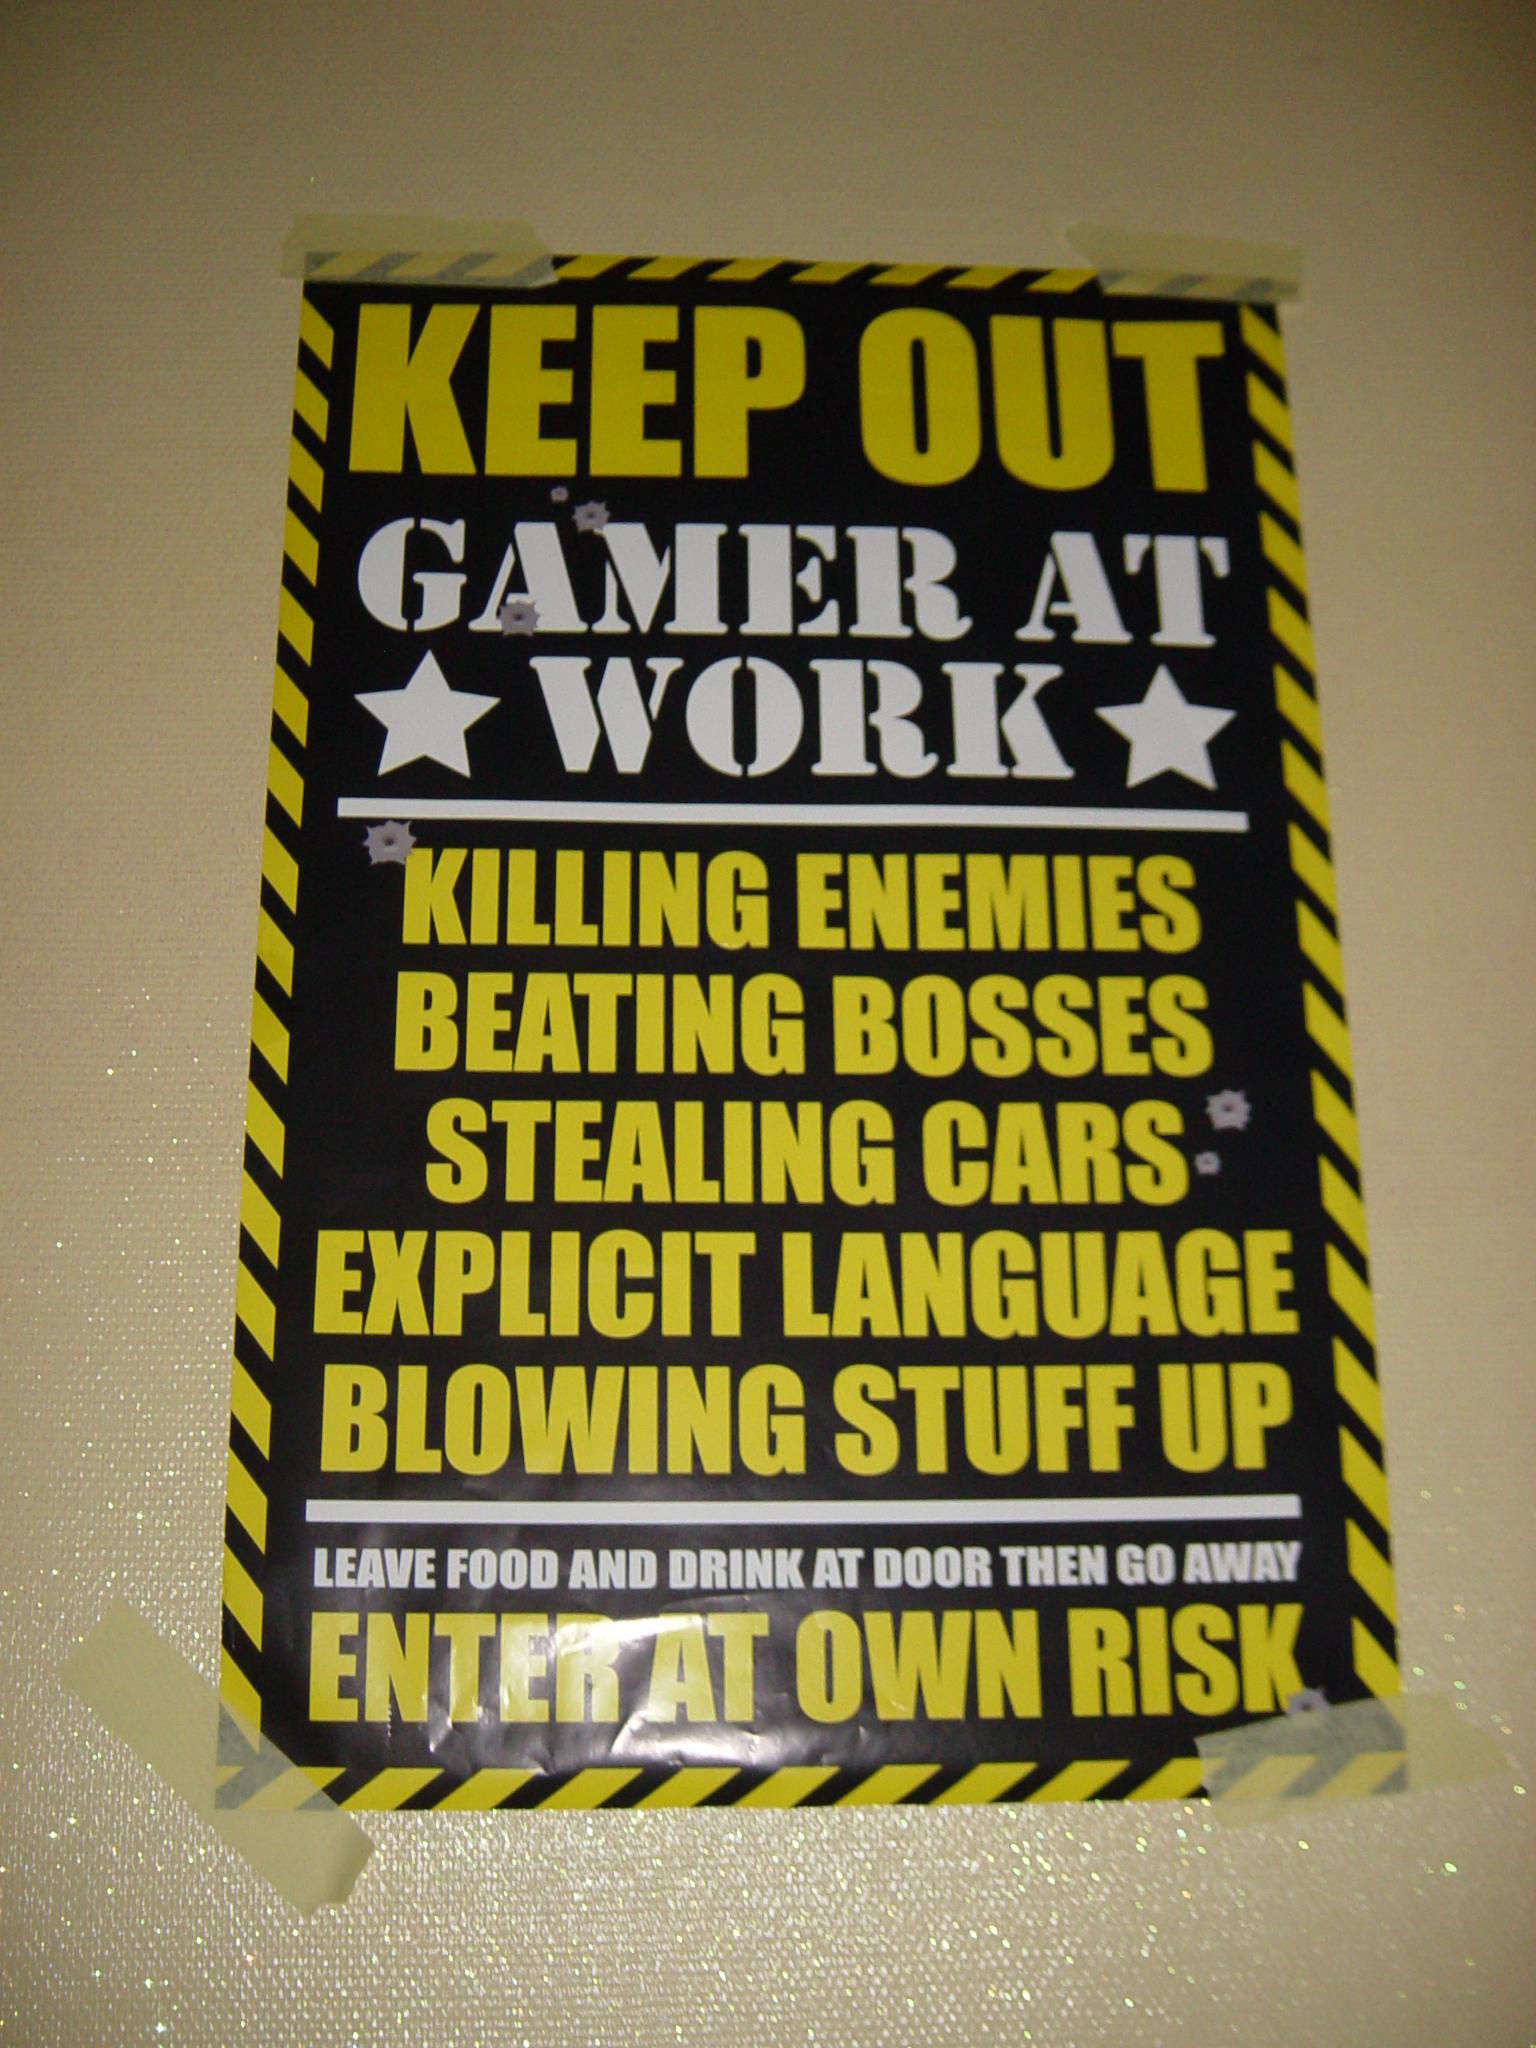 KEEP OUT
GAMER AT
WORK
KILLING ENEMIES
BEATING BOSSES
STEALING CARS
EXPLICIT LANGUAGE
BLOWING STUFF UP
LEAVE FOOD AND DRINK AT DOOR THEN GO AWAY
ENTER AT OWN RISK